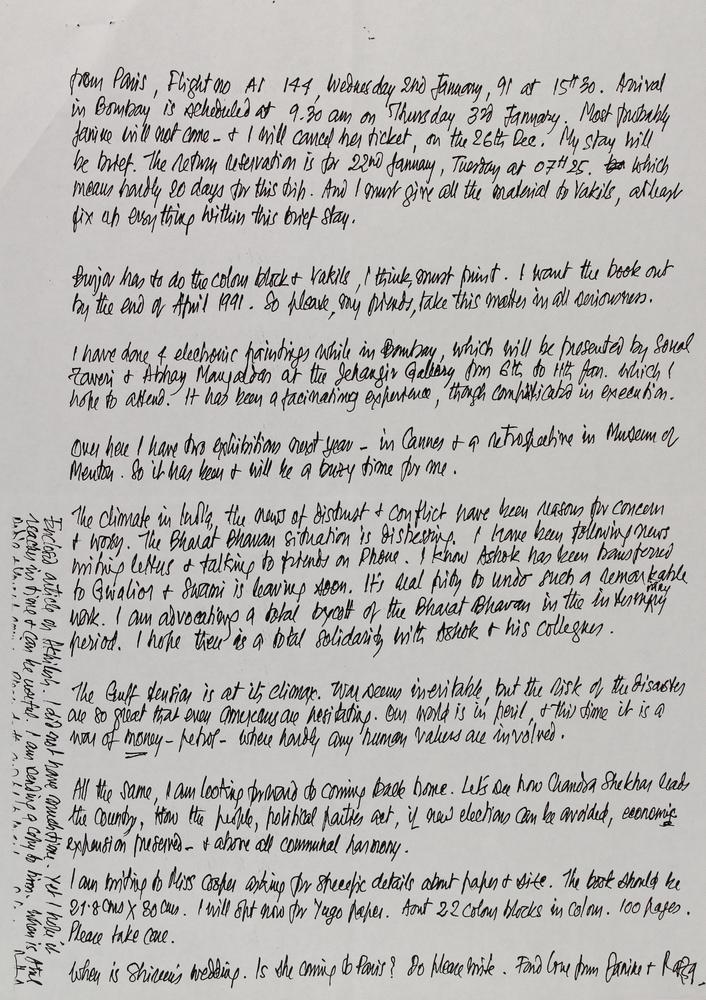 from Paris, Flight no AI 144, Wednesday 2nd January, 91 at 15H30. Arrival
in Bombay is scheduled at 9.30 am on Thursday 3rd January. Most probably
Janine will not come - & I will cancel her ticket, on the 26th Dec. My stay will
be brief. The return reservation is for 22nd January, Tuesday at 07H25. which
means hardly 20 days for this trip. And I must give all the material to Vakils, atleast
fix up everything within this brief stay.
Burjor has to do the colour blocks & Vakils, I think, must print. I want the book out
by the end of April 1991. So please, my friends, take this matter in all seriousness.
I have done 4 electronic paintings while in Bombay, which will be presented by Sonal
Zaveri & Abhay Mangaldas at the Jehangir Gallery from 6th to 11th Jan. which I
hope to attend. It has been a facinating experience, though complicated in execution.
Over here I have two exhibitions next year - in Cannes & a retrospective in Museum of
Menton. So it has been & will be a buzy time for me.
The climate in India, the news of distrust & conflict have been reasons for concern
& worry. The Bharat Bhavan situation is distressing. I have been following news
writing letters & talking to friends on Phone. I know Ashok has been transfered
to Gwalior & Swami is leaving soon. It's real pity to undo such a remarkable
work. I am advocating a total boycott of the Bharat Bhavan in the intermediary
period. I hope there is a total solidarity with Ashok & his collegues.
The Gulf tension is at its climax. War seems inevitable, but the risk of the disaster
are so great that even americans are hesitating. Our world is in peril, & this time it is a
war of money - petrol - where hardly any human values are involved.
All the same, I am looking forward to coming back home. Let's see how Chandra Shekhar leads
the country, How the people, political parties act, if new elections can be avoided, economic
expension preserved - & above all communal harmony.
I am writing to Miss Cooper asking for specific details about paper & size. The book should be
21.8 cms X 30 cms. I will opt now for Yugo paper. Aout 22 colour blocks in colour. 100 pages.
Please take care.
When is Shireen's wedding. Is she coming to Paris? Do please write. Fond love from Janine & Raza.
Enclosed article on Akhilesh. I did not have another one. Yet I hope it
reaches in time & can be useful. I am sending a copy to him. When is Atul